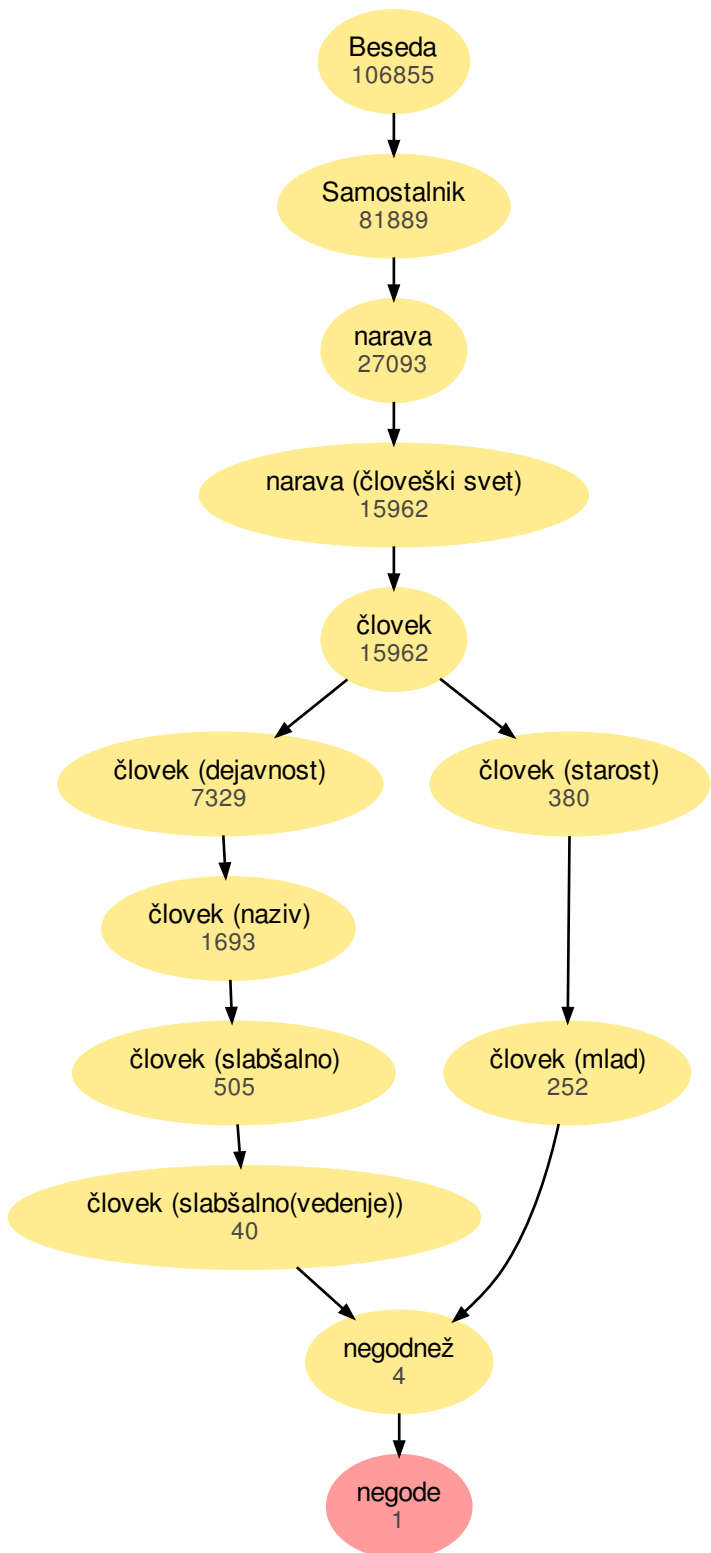 Beseda
106855
Samostalnik
81889
narava
27093
narava (človeški svet)
15962
človek
15962
človek (dejavnost)
7329
človek (starost)
380
človek (naziv)
1693
človek (slabšalno)
505
človek (mlad)
252
človek (slabšalno(vedenje))
40
negodnež
4
negode
1